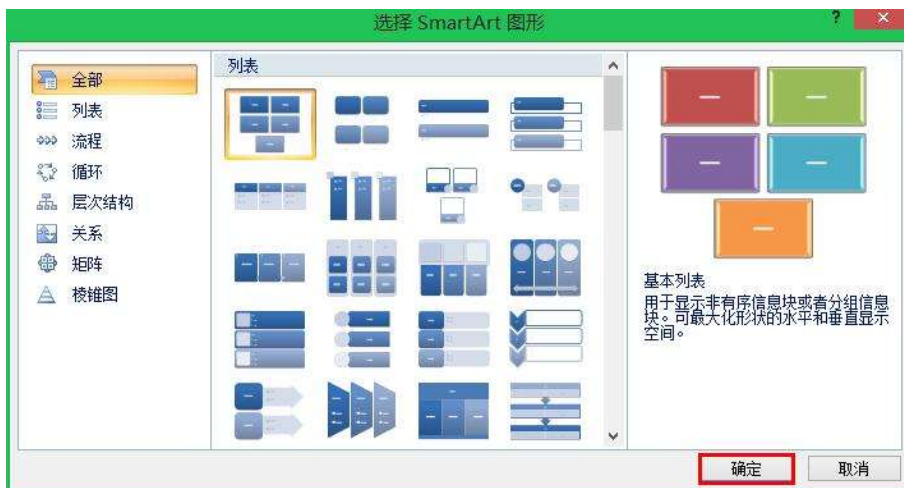 选择 SmartArt 图形
?
全部
列表
流程
循环
层次结构
关系
矩阵
棱锥图
列表
基本列表
用于显示非有序信息块或者分组信息
块。可最大化形状的水平和垂直显示
空间。
确定
取消